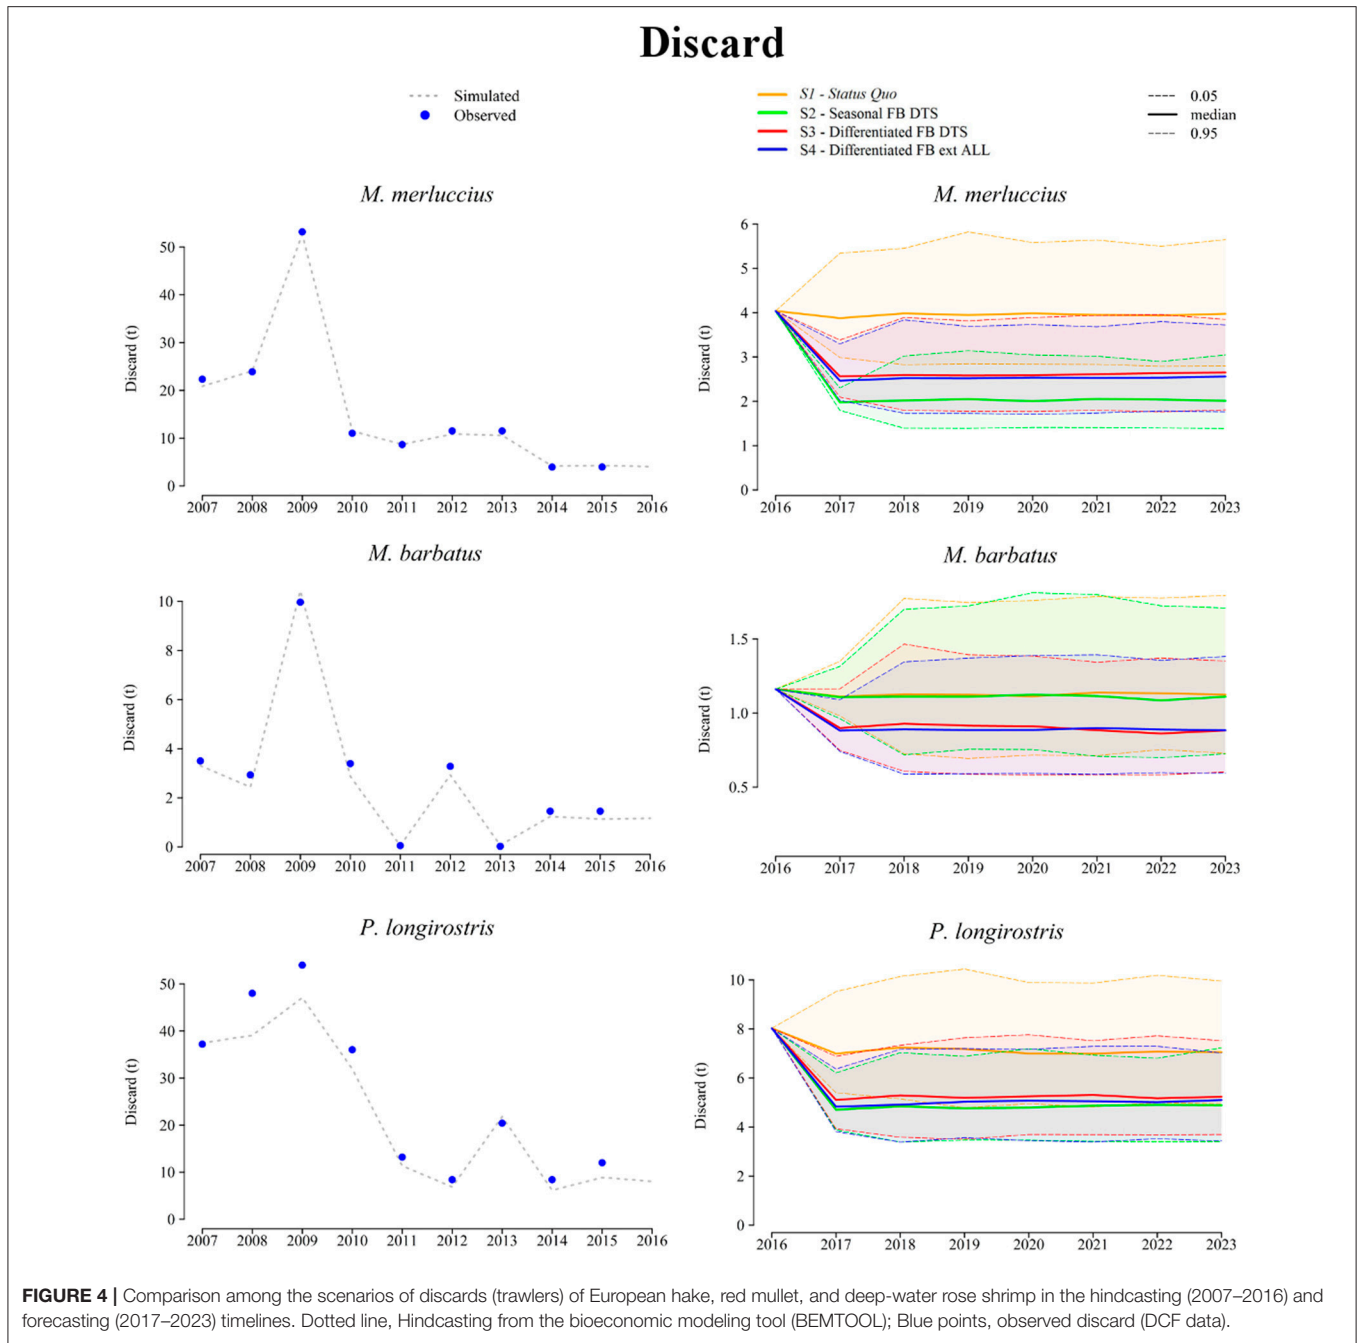 Discard
Simulated
Observed
S1 - Status Quo
S2 - Seasonal FB DTS
S3 - Differentiated FB DTS
S4 - Differentiated FB ext ALL
0.05
median
0.95
M. merluccius
Discard (t)
50
40
30
20
10
0
2007 2008 2009 2010 2011 2012 2013 2014 2015 2016
M. merluccius
Discard (t)
6
5
4
3
2
1
0
2016 2017 2018 2019 2020 2021 2022 2023
M. barbatus
Discard (t)
10
8
6
4
2
0
2007 2008 2009 2010 2011 2012 2013 2014 2015 2016
M. barbatus
Discard (t)
1.5
1.0
0.5
2016 2017 2018 2019 2020 2021 2022 2023
P. longirostris
Discard (t)
50
40
30
20
10
0
2007 2008 2009 2010 2011 2012 2013 2014 2015 2016
P. longirostris
Discard (t)
10
8
6
4
2
0
2016 2017 2018 2019 2020 2021 2022 2023
FIGURE 4 | Comparison among the scenarios of discards (trawlers) of European hake, red mullet, and deep-water rose shrimp in the hindcasting (2007–2016) and
forecasting (2017–2023) timelines. Dotted line, Hindcasting from the bioeconomic modeling tool (BEMTOOL); Blue points, observed discard (DCF data).